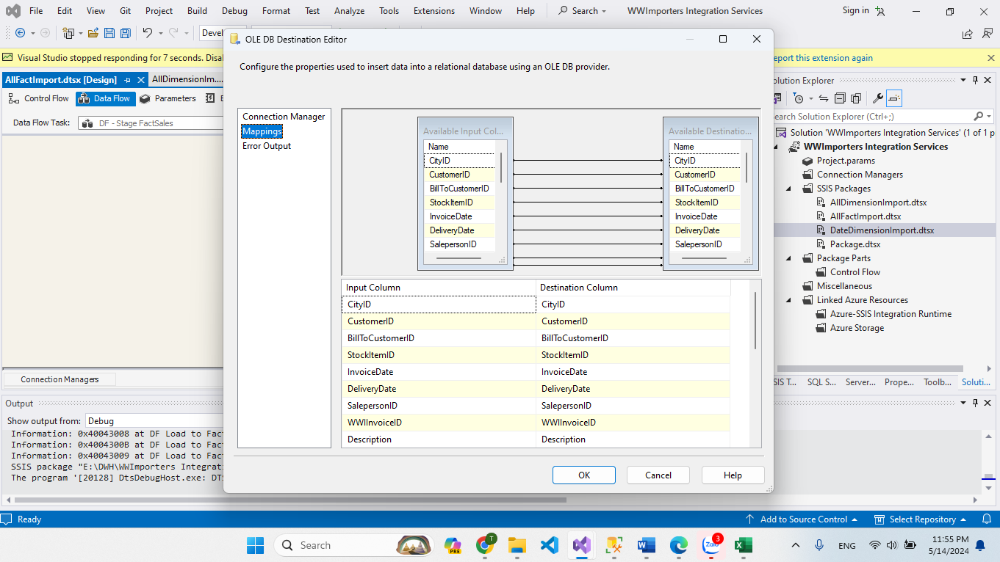 File Edit View Git Project Build Debug Format Test Analyze Tools Extensions Window Help Search WWImporters Integration Services Sign in
Devel
OLE DB Destination Editor
Visual Studio stopped responding for 7 seconds. Disa
eport this extension again
Configure the properties used to insert data into a relational database using an OLE DB provider.
AllFactImport.dtsx [Design] AllDimensionIm....
Control Flow Data Flow Parameters E
Data Flow Task: DF - Stage FactSales
Connection Manager
Mappings
Error Output
Available Input Col...
Name
CityID
CustomerID
BillToCustomerID
StockItemID
InvoiceDate
DeliveryDate
SalepersonID
Available Destinatio...
Name
CityID
CustomerID
BillToCustomerID
StockItemID
InvoiceDate
DeliveryDate
SalepersonID
Input Column Destination Column
CityID CityID
CustomerID CustomerID
BillToCustomerID BillToCustomerID
StockItemID StockItemID
InvoiceDate InvoiceDate
DeliveryDate DeliveryDate
SalepersonID SalepersonID
WWIInvoiceID WWIInvoiceID
Description Description
OK Cancel Help
olution Explorer
earch Solution Explorer (Ctrl+;)
Solution 'WWImporters Integration Services' (1 of 1 p
WWImporters Integration Services
Project.params
Connection Managers
SSIS Packages
AllDimensionImport.dtsx
AllFactImport.dtsx
DateDimensionImport.dtsx
Package.dtsx
Package Parts
Control Flow
Miscellaneous
Linked Azure Resources
Azure-SSIS Integration Runtime
Azure Storage
SSIS T... SQL S... Server... Prope... Toolb... Soluti...
Connection Managers
Output
Show output from: Debug
Information: 0x40043008 at DF Load to Fact
Information: 0x4004300B at DF Load to Fact
Information: 0x40043009 at DF Load to Fact
SSIS package "E:\DWH\WWImporters Integrati
The program '[20128] DtsDebugHost.exe: DTS
Ready Add to Source Control Select Repository
Search PRE T Zalo 3 ENG 11:55 PM
5/14/2024